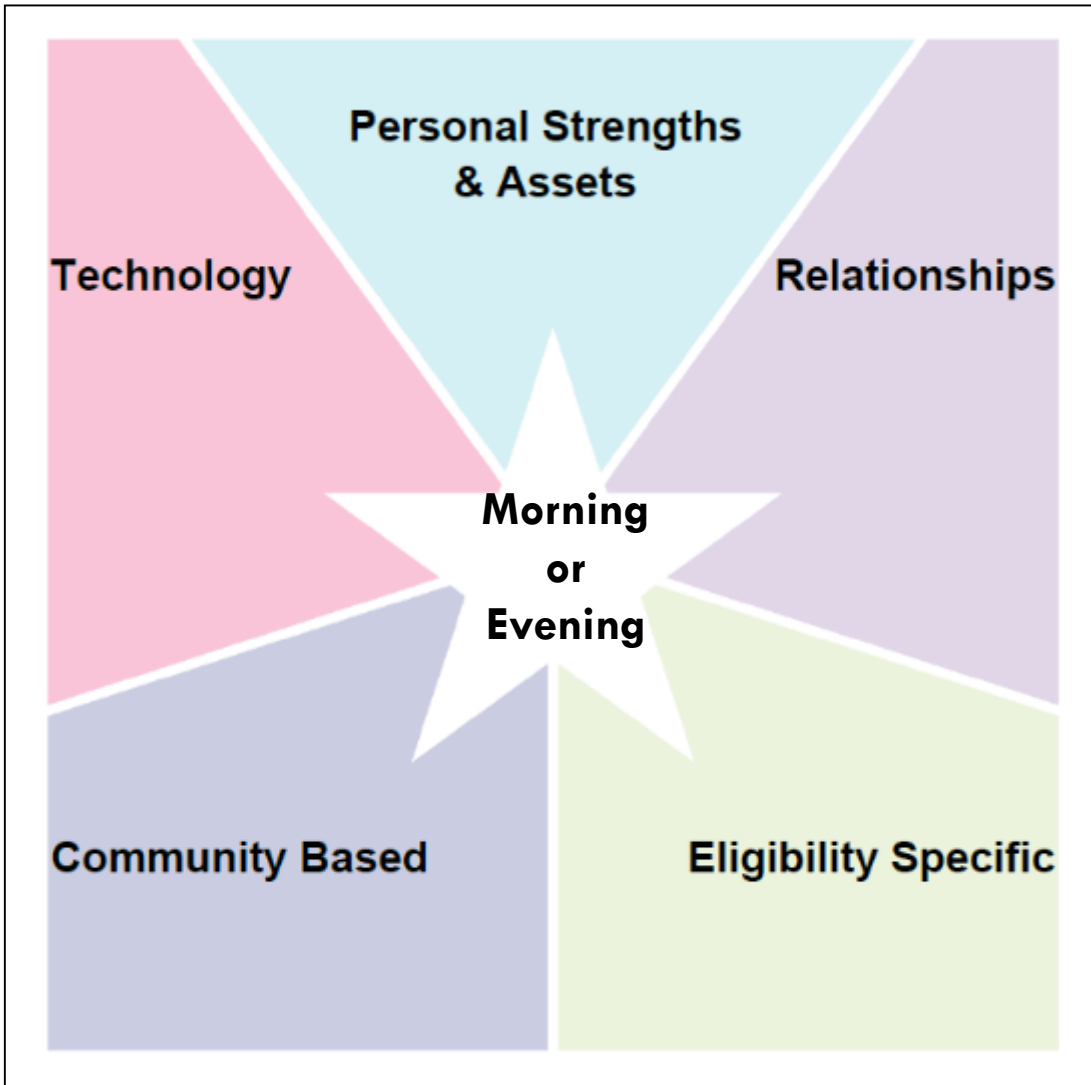 Personal Strengths
& Assets
Technology
Relationships
Morning
or
Evening
Community Based
Eligibility Specific